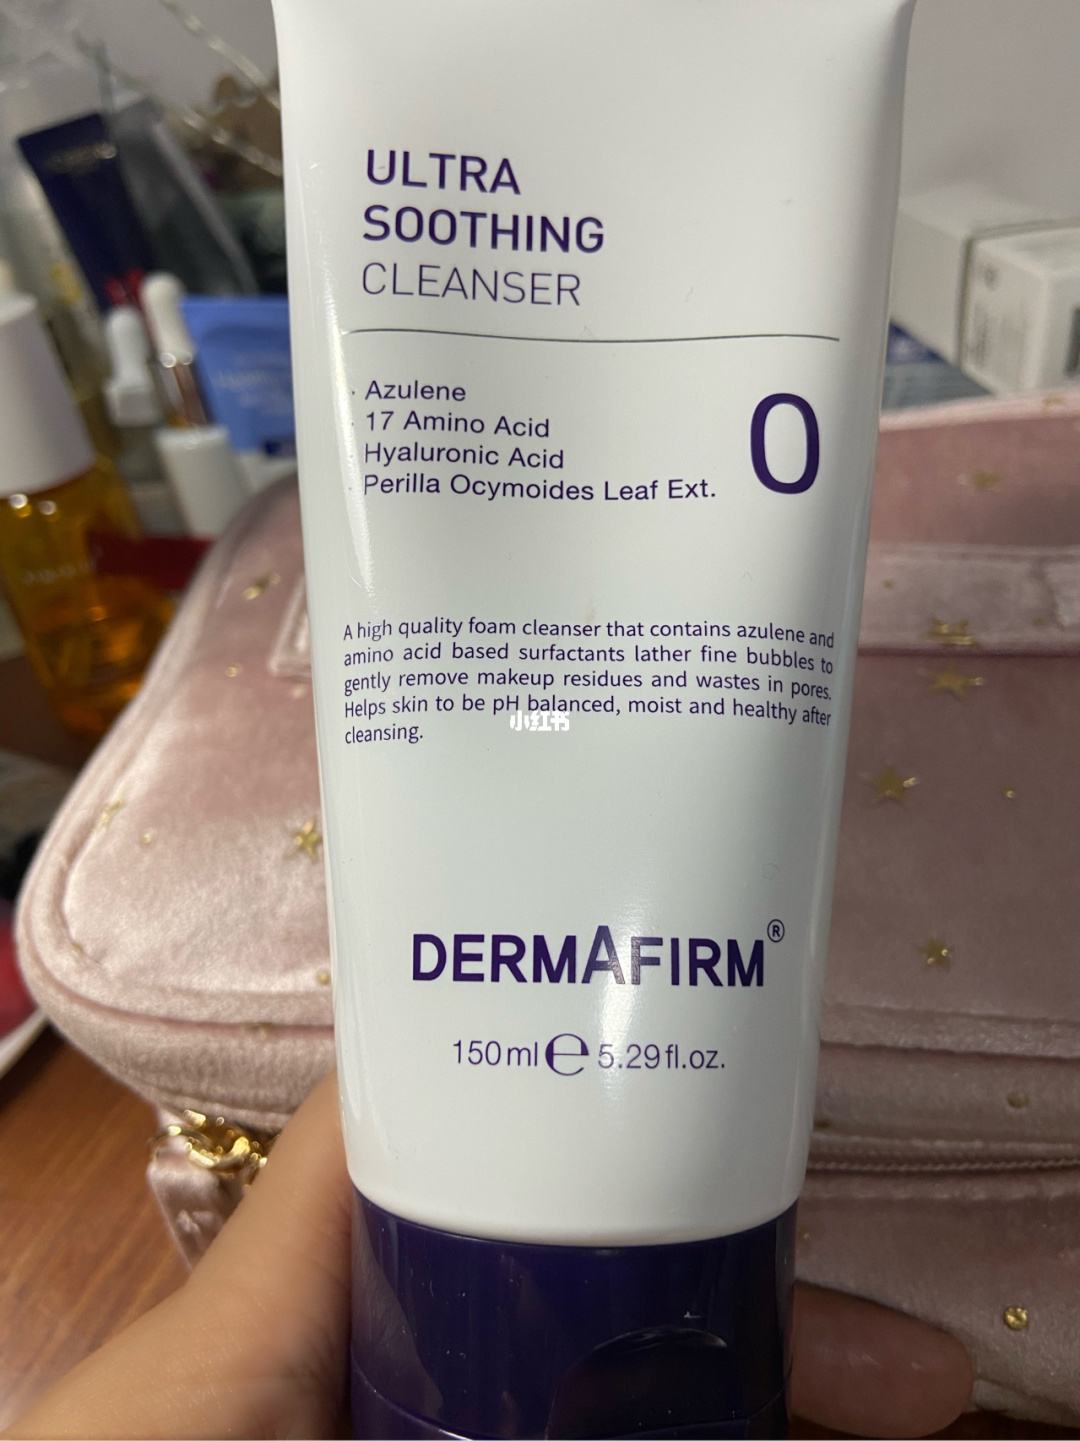 ULTRA
SOOTHING
CLEANSER
· Azulene
· 17 Amino Acid
· Hyaluronic Acid
· Perilla Ocymoides Leaf Ext.
0
A high quality foam cleanser that contains azulene and
amino acid based surfactants lather fine bubbles to
gently remove makeup residues and wastes in pores.
Helps skin to be pH balanced, moist and healthy after
cleansing.
小红书
DERMAFIRM®
150ml ℮ 5.29fl.oz.